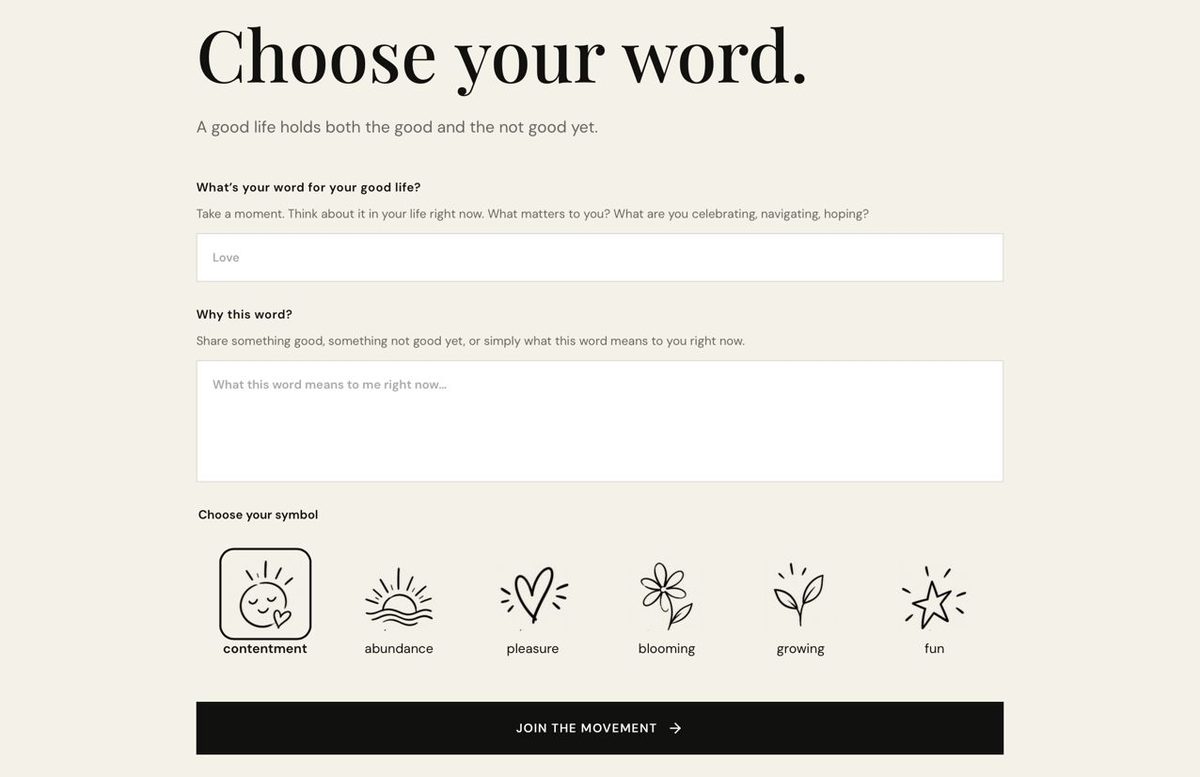 Choose your word.
A good life holds both the good and the not good yet.
What’s your word for your good life?
Take a moment. Think about it in your life right now. What matters to you? What are you celebrating, navigating, hoping?
Love
Why this word?
Share something good, something not good yet, or simply what this word means to you right now.
What this word means to me right now...
Choose your symbol
contentment abundance pleasure blooming growing fun
JOIN THE MOVEMENT →